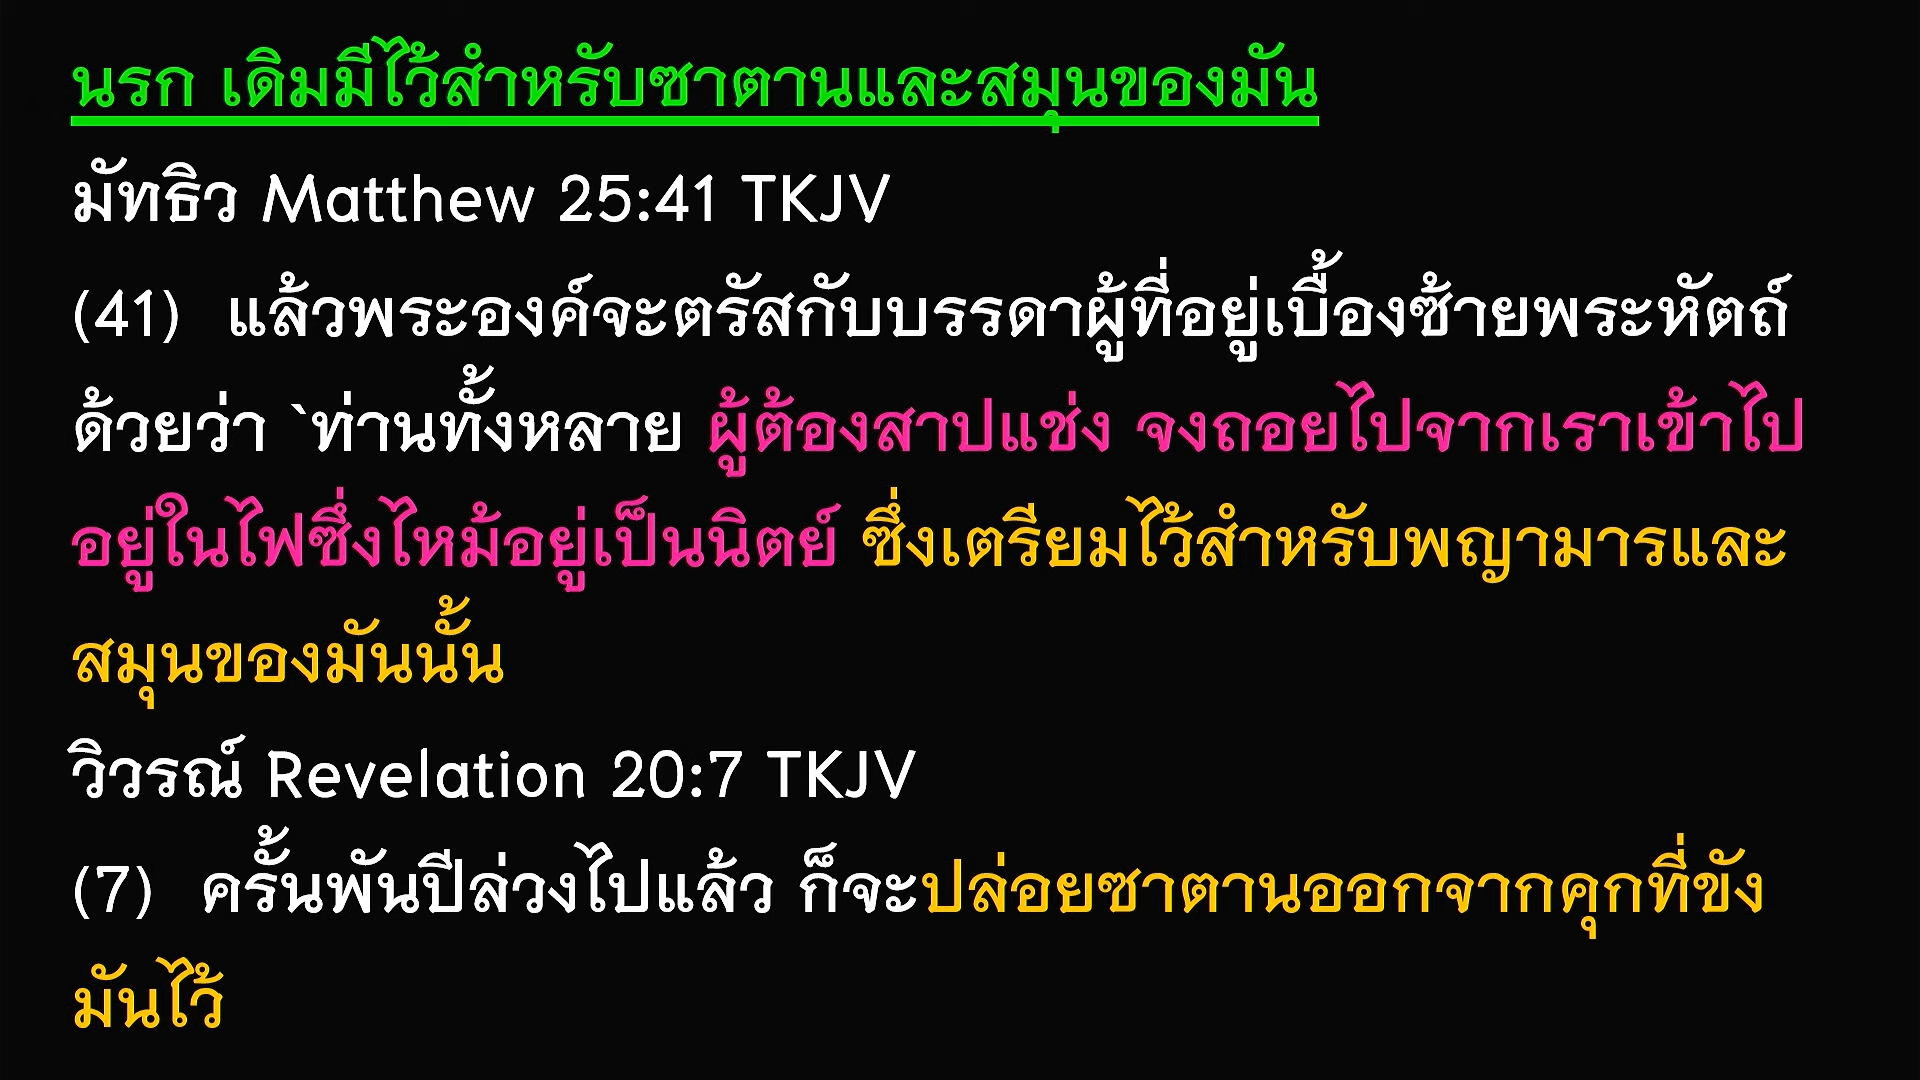 นรก เดิมมีไว้สำหรับซาตานและสมุนของมัน
มัทธิว Matthew 25:41 TKJV
(41)  แล้วพระองค์จะตรัสกับบรรดาผู้ที่อยู่เบื้องซ้ายพระหัตถ์
ด้วยว่า `ท่านทั้งหลาย ผู้ต้องสาปแช่ง จงถอยไปจากเราเข้าไป
อยู่ในไฟซึ่งไหม้อยู่เป็นนิตย์ ซึ่งเตรียมไว้สำหรับพญามารและ
สมุนของมันนั้น
วิวรณ์ Revelation 20:7 TKJV
(7)  ครั้นพันปีล่วงไปแล้ว ก็จะปล่อยซาตานออกจากคุกที่ขัง
มันไว้